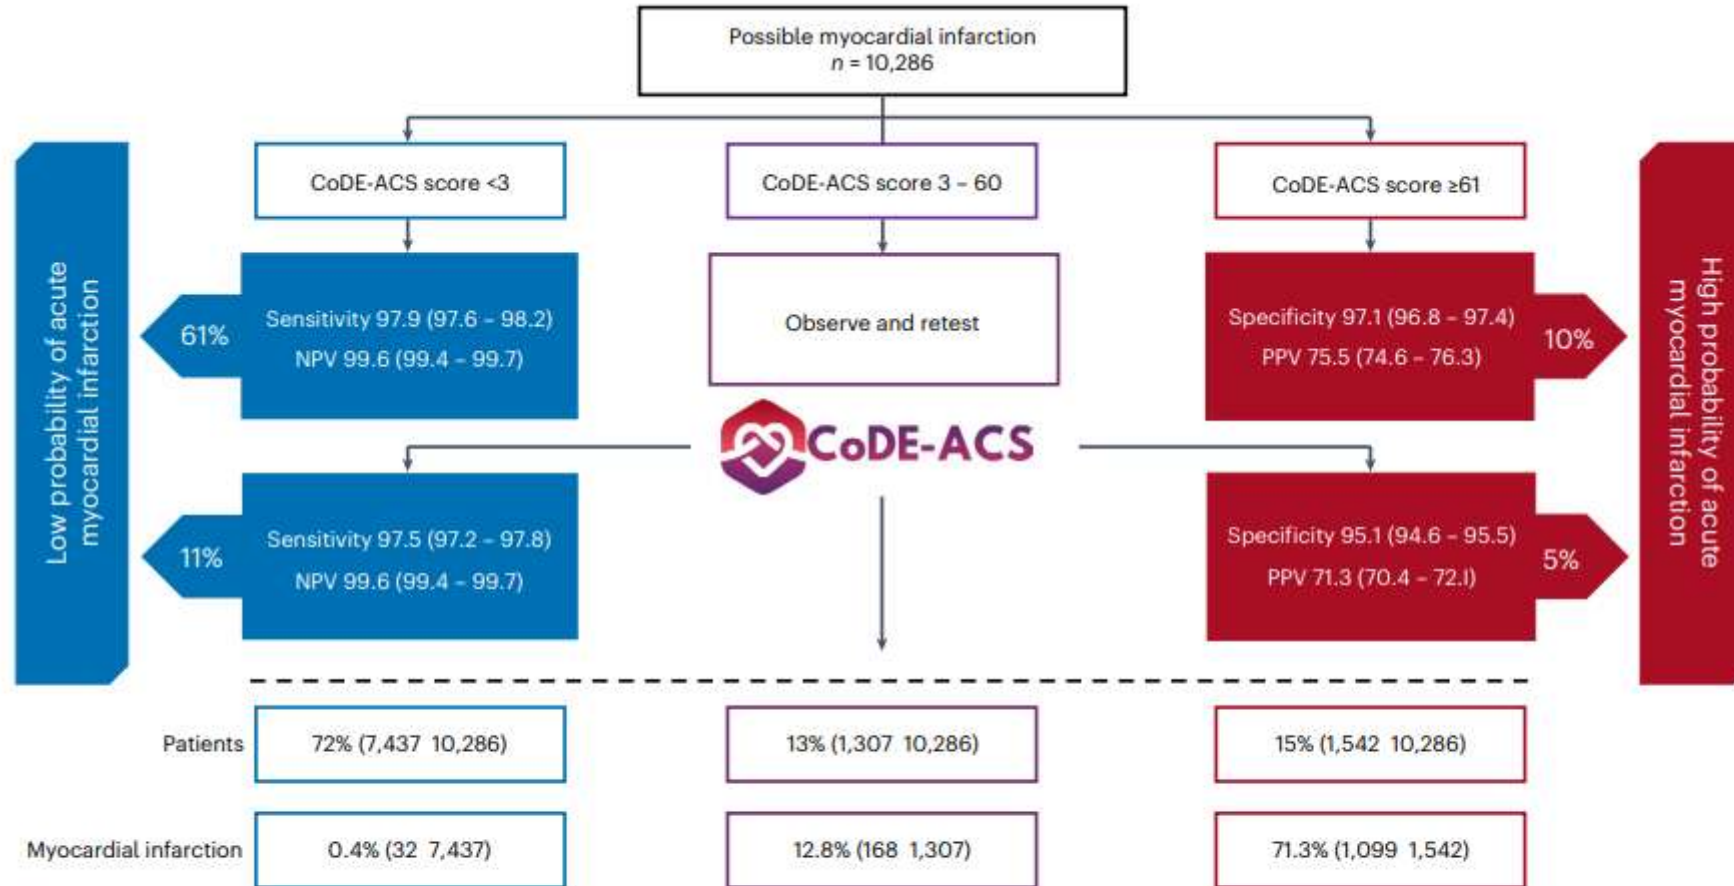 Possible myocardial infarction
n = 10,286
CoDE-ACS score <3
CoDE-ACS score 3 – 60
CoDE-ACS score ≥61
Low probability of acute
myocardial infarction
61%
Sensitivity 97.9 (97.6 – 98.2)
NPV 99.6 (99.4 – 99.7)
Observe and retest
Specificity 97.1 (96.8 – 97.4)
PPV 75.5 (74.6 – 76.3)
10%
High probability of acute
myocardial infarction
CoDE-ACS
11%
Sensitivity 97.5 (97.2 – 97.8)
NPV 99.6 (99.4 – 99.7)
Specificity 95.1 (94.6 – 95.5)
PPV 71.3 (70.4 – 72.I)
5%
Patients
72% (7,437 10,286)
13% (1,307 10,286)
15% (1,542 10,286)
Myocardial infarction
0.4% (32 7,437)
12.8% (168 1,307)
71.3% (1,099 1,542)